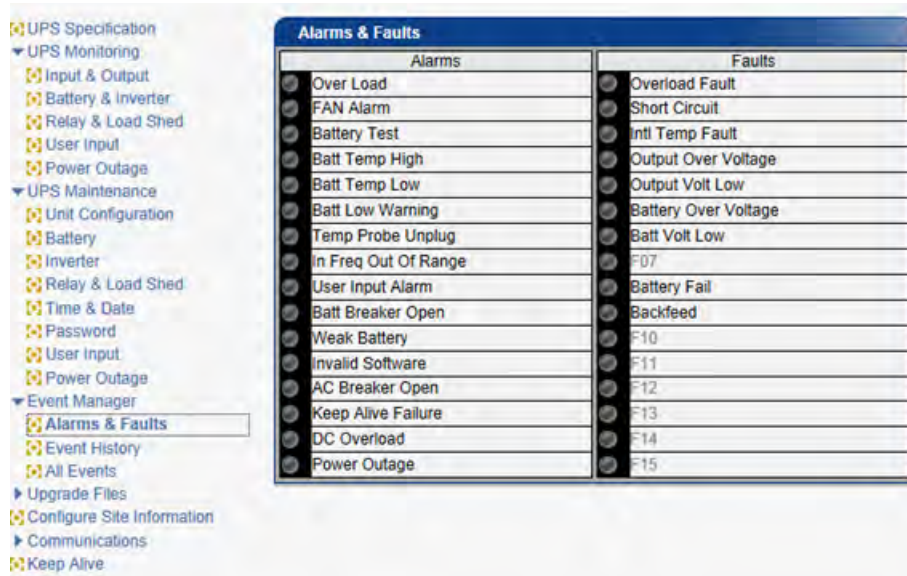 UPS Specification
UPS Monitoring
Input & Output
Battery & Inverter
Relay & Load Shed
User Input
Power Outage
UPS Maintenance
Unit Configuration
Battery
Inverter
Relay & Load Shed
Time & Date
Password
User Input
Power Outage
Event Manager
Alarms & Faults
Event History
All Events
Upgrade Files
Configure Site Information
Communications
Keep Alive
Alarms & Faults
Alarms Faults
Over Load Overload Fault
FAN Alarm Short Circuit
Battery Test Intl Temp Fault
Batt Temp High Output Over Voltage
Batt Temp Low Output Volt Low
Batt Low Warning Battery Over Voltage
Temp Probe Unplug Batt Volt Low
In Freq Out Of Range F07
User Input Alarm Battery Fail
Batt Breaker Open Backfeed
Weak Battery F10
Invalid Software F11
AC Breaker Open F12
Keep Alive Failure F13
DC Overload F14
Power Outage F15